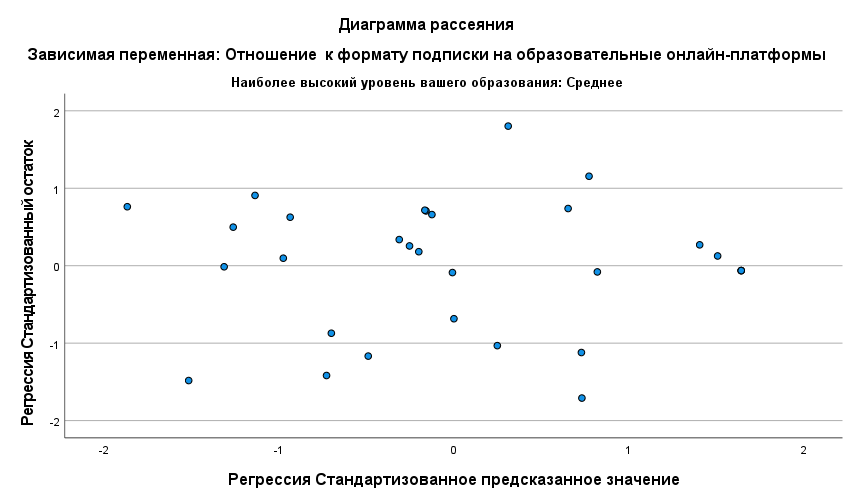 Диаграмма рассеяния
Зависимая переменная: Отношение к формату подписки на образовательные онлайн-платформы
Наиболее высокий уровень вашего образования: Среднее
Регрессия Стандартизованный остаток
2
1
0
-1
-2
-2
-1
0
1
2
Регрессия Стандартизованное предсказанное значение